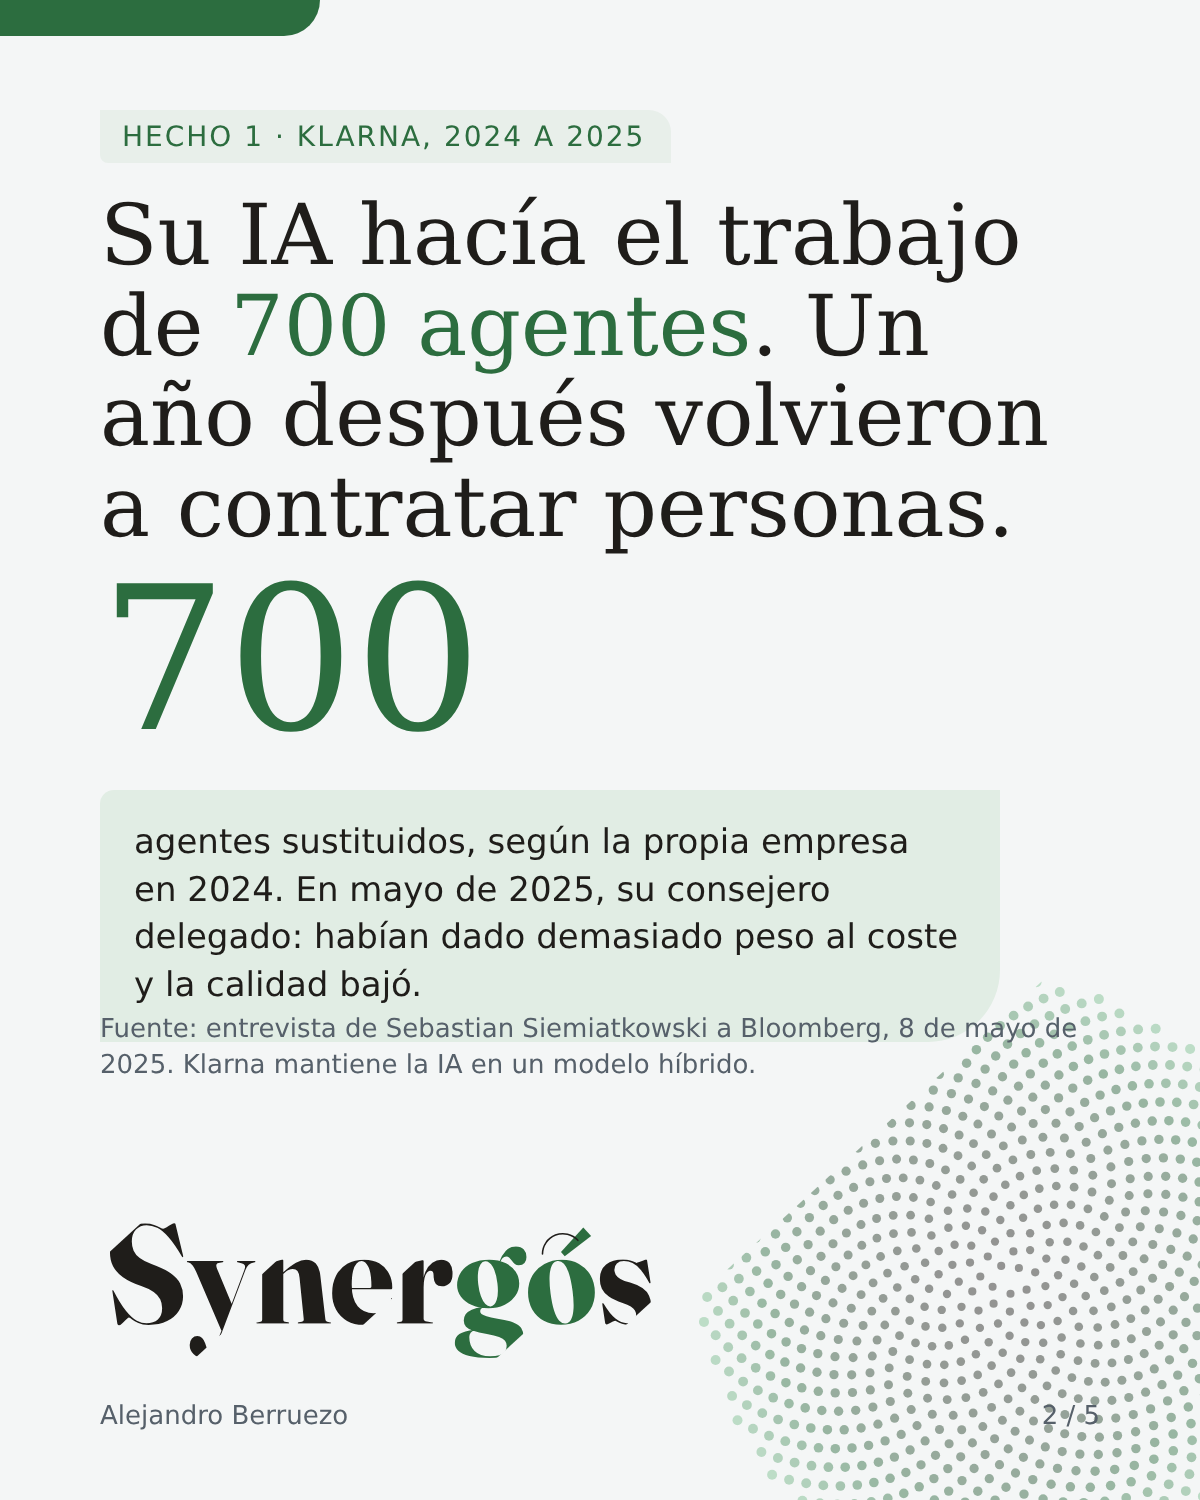 HECHO 1 · KLARNA, 2024 A 2025
Su IA hacía el trabajo
de 700 agentes. Un
año después volvieron
a contratar personas.
700
agentes sustituidos, según la propia empresa
en 2024. En mayo de 2025, su consejero
delegado: habían dado demasiado peso al coste
y la calidad bajó.
Fuente: entrevista de Sebastian Siemiatkowski a Bloomberg, 8 de mayo de
2025. Klarna mantiene la IA en un modelo híbrido.
Synergós
Alejandro Berruezo
2 / 5